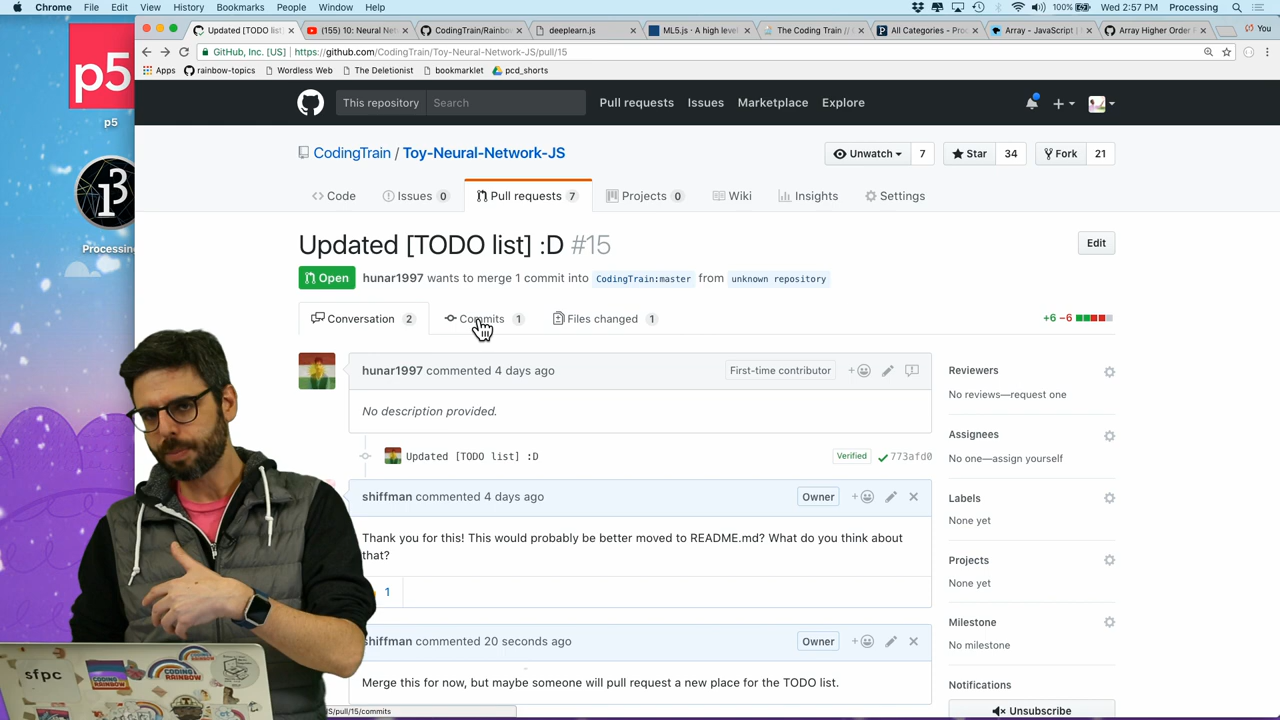 Chrome File Edit View History Bookmarks People Window Help 100% Wed 2:57 PM Processing
Updated [TODO list] (155) 10: Neural Net CodingTrain/Rainbo deeplearn.js ML5.js · A high level The Coding Train // All Categories - Pro Array - JavaScript | Array Higher Order You
GitHub, Inc. [US] https://github.com/CodingTrain/Toy-Neural-Network-JS/pull/15
Apps rainbow-topics Wordless Web The Deletionist bookmarklet pcd_shorts
p5
p5
Processing
This repository Search Pull requests Issues Marketplace Explore
CodingTrain / Toy-Neural-Network-JS Unwatch 7 Star 34 Fork 21
Code Issues 0 Pull requests 7 Projects 0 Wiki Insights Settings
Updated [TODO list] :D #15 Edit
Open hunar1997 wants to merge 1 commit into CodingTrain:master from unknown repository
Conversation 2 Commits 1 Files changed 1 +6 −6
hunar1997 commented 4 days ago First-time contributor
No description provided.
Updated [TODO list] :D Verified 773afd0
shiffman commented 4 days ago Owner
Thank you for this! This would probably be better moved to README.md? What do you think about
that?
1
shiffman commented 20 seconds ago Owner
Merge this for now, but maybe someone will pull request a new place for the TODO list.
Reviewers
No reviews—request one
Assignees
No one—assign yourself
Labels
None yet
Projects
None yet
Milestone
No milestone
Notifications
Unsubscribe
JS/pull/15/commits
sfpc
CODING RAINBOW